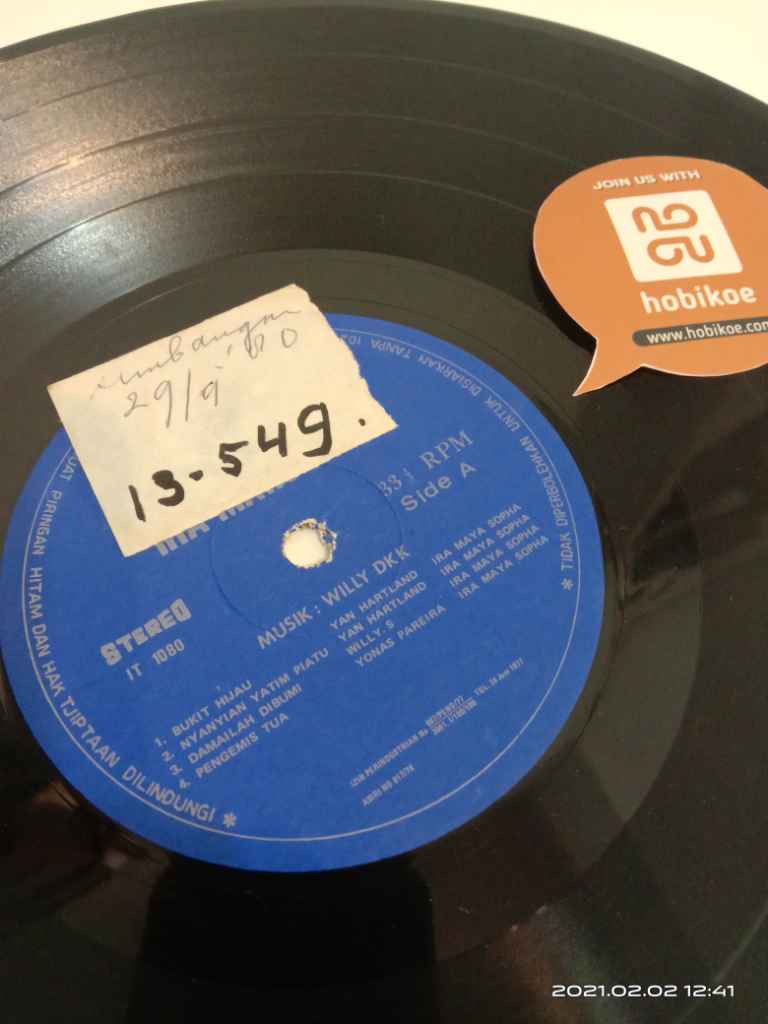 JOIN US WITH
hobikoe
www.hobikoe.com
29/9 '80
13-549.
33⅓ RPM
Side A
MUSIK : WILLY DKK
STEREO
IT 1080
1. BUKIT HIJAU YAN HARTLAND IRA MAYA SOPHA
2. NYANYIAN YATIM PIATU YAN HARTLAND IRA MAYA SOPHA
3. DAMAILAH DIBUMI WILLY.S IRA MAYA SOPHA
4. PENGEMIS TUA YONAS PAREIRA IRA MAYA SOPHA
PIRINGAN HITAM DAN HAK TJIPTAAN DILINDUNGI *
* TIDAK DIPERBOLEHKAN UNTUK DISIARKAN TANPA
2021.02.02 12:41